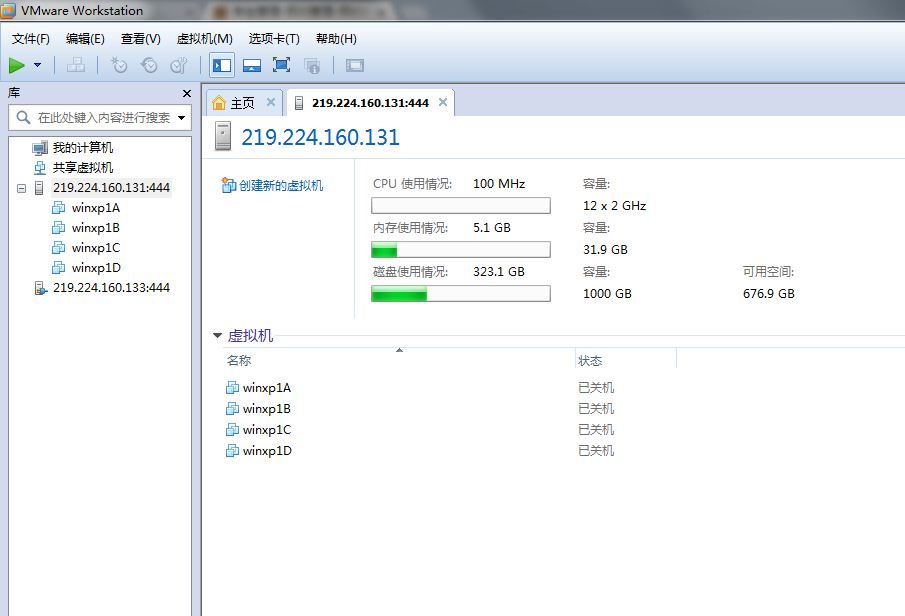 VMware Workstation
文件(F) 编辑(E) 查看(V) 虚拟机(M) 选项卡(T) 帮助(H)
库
在此处键入内容进行搜索
我的计算机
共享虚拟机
219.224.160.131:444
winxp1A
winxp1B
winxp1C
winxp1D
219.224.160.133:444
主页 219.224.160.131:444
219.224.160.131
创建新的虚拟机
CPU 使用情况: 100 MHz 容量:
12 x 2 GHz
内存使用情况: 5.1 GB 容量:
31.9 GB
磁盘使用情况: 323.1 GB 容量: 可用空间:
1000 GB 676.9 GB
虚拟机
名称 状态
winxp1A 已关机
winxp1B 已关机
winxp1C 已关机
winxp1D 已关机